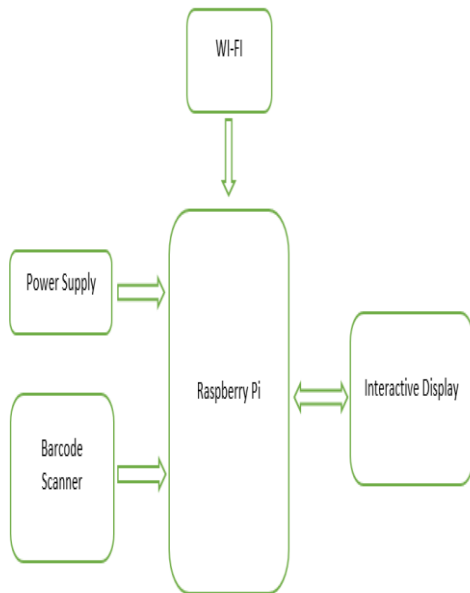 WI-FI
Power Supply
Raspberry Pi
Interactive Display
Barcode
Scanner